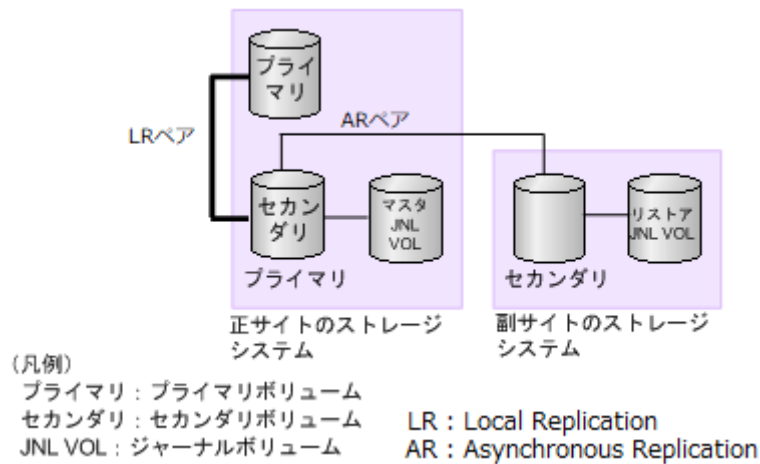 プライ
マリ
LRペア
ARペア
セカン
ダリ
マスタ
JNL
VOL
リストア
JNL VOL
プライマリ
セカンダリ
正サイトのストレージ
システム
副サイトのストレージ
システム
(凡例)
プライマリ:プライマリボリューム
セカンダリ:セカンダリボリューム
JNL VOL:ジャーナルボリューム
LR : Local Replication
AR : Asynchronous Replication